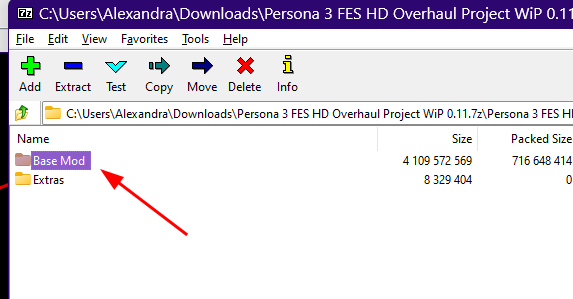 7z C:\Users\Alexandra\Downloads\Persona 3 FES HD Overhaul Project WiP 0.11.7z
File Edit View Favorites Tools Help
Add Extract Test Copy Move Delete Info
C:\Users\Alexandra\Downloads\Persona 3 FES HD Overhaul Project WiP 0.11.7z\Persona 3 FES HD
Name Size Packed Size
Base Mod 4 109 572 569 716 648 414
Extras 8 329 404 0